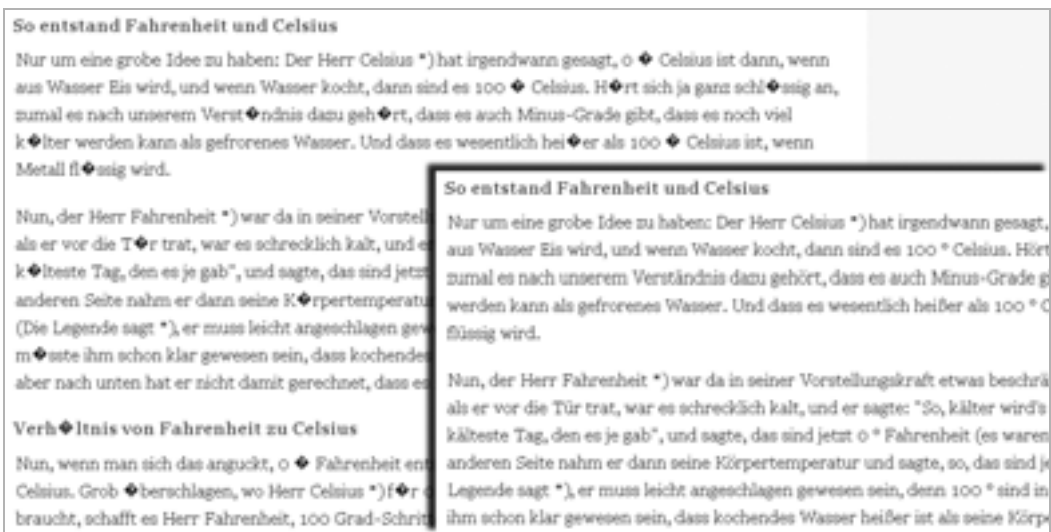 So entstand Fahrenheit und Celsius
Nur um eine grobe Idee zu haben: Der Herr Celsius *) hat irgendwann gesagt, 0 � Celsius ist dann, wenn
aus Wasser Eis wird, und wenn Wasser kocht, dann sind es 100 � Celsius. H�rt sich ja ganz schl�ssig an,
zumal es nach unserem Verst�ndnis dazu geh�rt, dass es auch Minus-Grade gibt, dass es noch viel
k�lter werden kann als gefrorenes Wasser. Und dass es wesentlich hei�er als 100 � Celsius ist, wenn
Metall fl�ssig wird.
Nun, der Herr Fahrenheit *) war da in seiner Vorstell
als er vor die T�r trat, war es schrecklich kalt, und e
k�lteste Tag, den es je gab", und sagte, das sind jetzt
anderen Seite nahm er dann seine K�rpertemperatu
(Die Legende sagt *), er muss leicht angeschlagen gew
m�sste ihm schon klar gewesen sein, dass kochendes
aber nach unten hat er nicht damit gerechnet, dass es
Verh�ltnis von Fahrenheit zu Celsius
Nun, wenn man sich das anguckt, 0 � Fahrenheit ent
Celsius. Grob �berschlagen, wo Herr Celsius *) f�r
braucht, schafft es Herr Fahrenheit, 100 Grad-Schrit
So entstand Fahrenheit und Celsius
Nur um eine grobe Idee zu haben: Der Herr Celsius *) hat irgendwann gesagt,
aus Wasser Eis wird, und wenn Wasser kocht, dann sind es 100 ° Celsius. Hört
zumal es nach unserem Verständnis dazu gehört, dass es auch Minus-Grade g
werden kann als gefrorenes Wasser. Und dass es wesentlich heißer als 100 ° C
flüssig wird.
Nun, der Herr Fahrenheit *) war da in seiner Vorstellungskraft etwas beschrä
als er vor die Tür trat, war es schrecklich kalt, und er sagte: "So, kälter wird's
kälteste Tag, den es je gab", und sagte, das sind jetzt 0 ° Fahrenheit (es waren
anderen Seite nahm er dann seine Körpertemperatur und sagte, so, das sind je
Legende sagt *), er muss leicht angeschlagen gewesen sein, denn 100 ° sind in
ihm schon klar gewesen sein, dass kochendes Wasser heißer ist als seine Körp